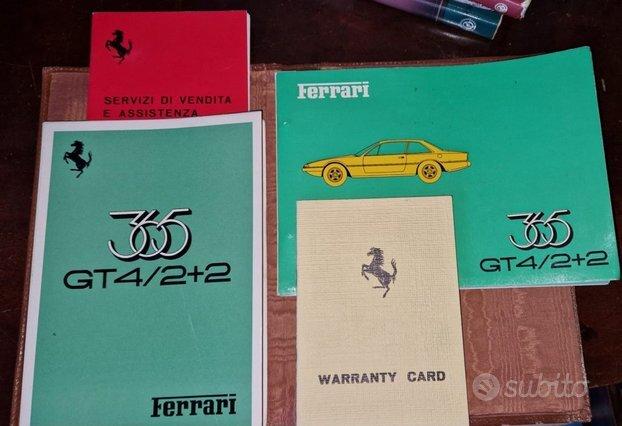 SERVIZI DI VENDITA
E ASSISTENZA
365
GT4/2+2
Ferrari
Ferrari
365
GT4/2+2
WARRANTY CARD
subito